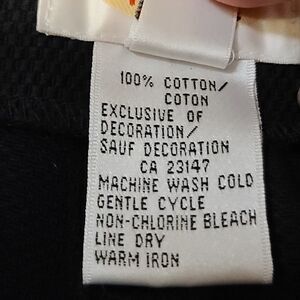 100% COTTON/
COTON
EXCLUSIVE OF
DECORATION/
SAUF DECORATION
CA 23147
MACHINE WASH COLD
GENTLE CYCLE
NON-CHLORINE BLEACH
LINE DRY
WARM IRON